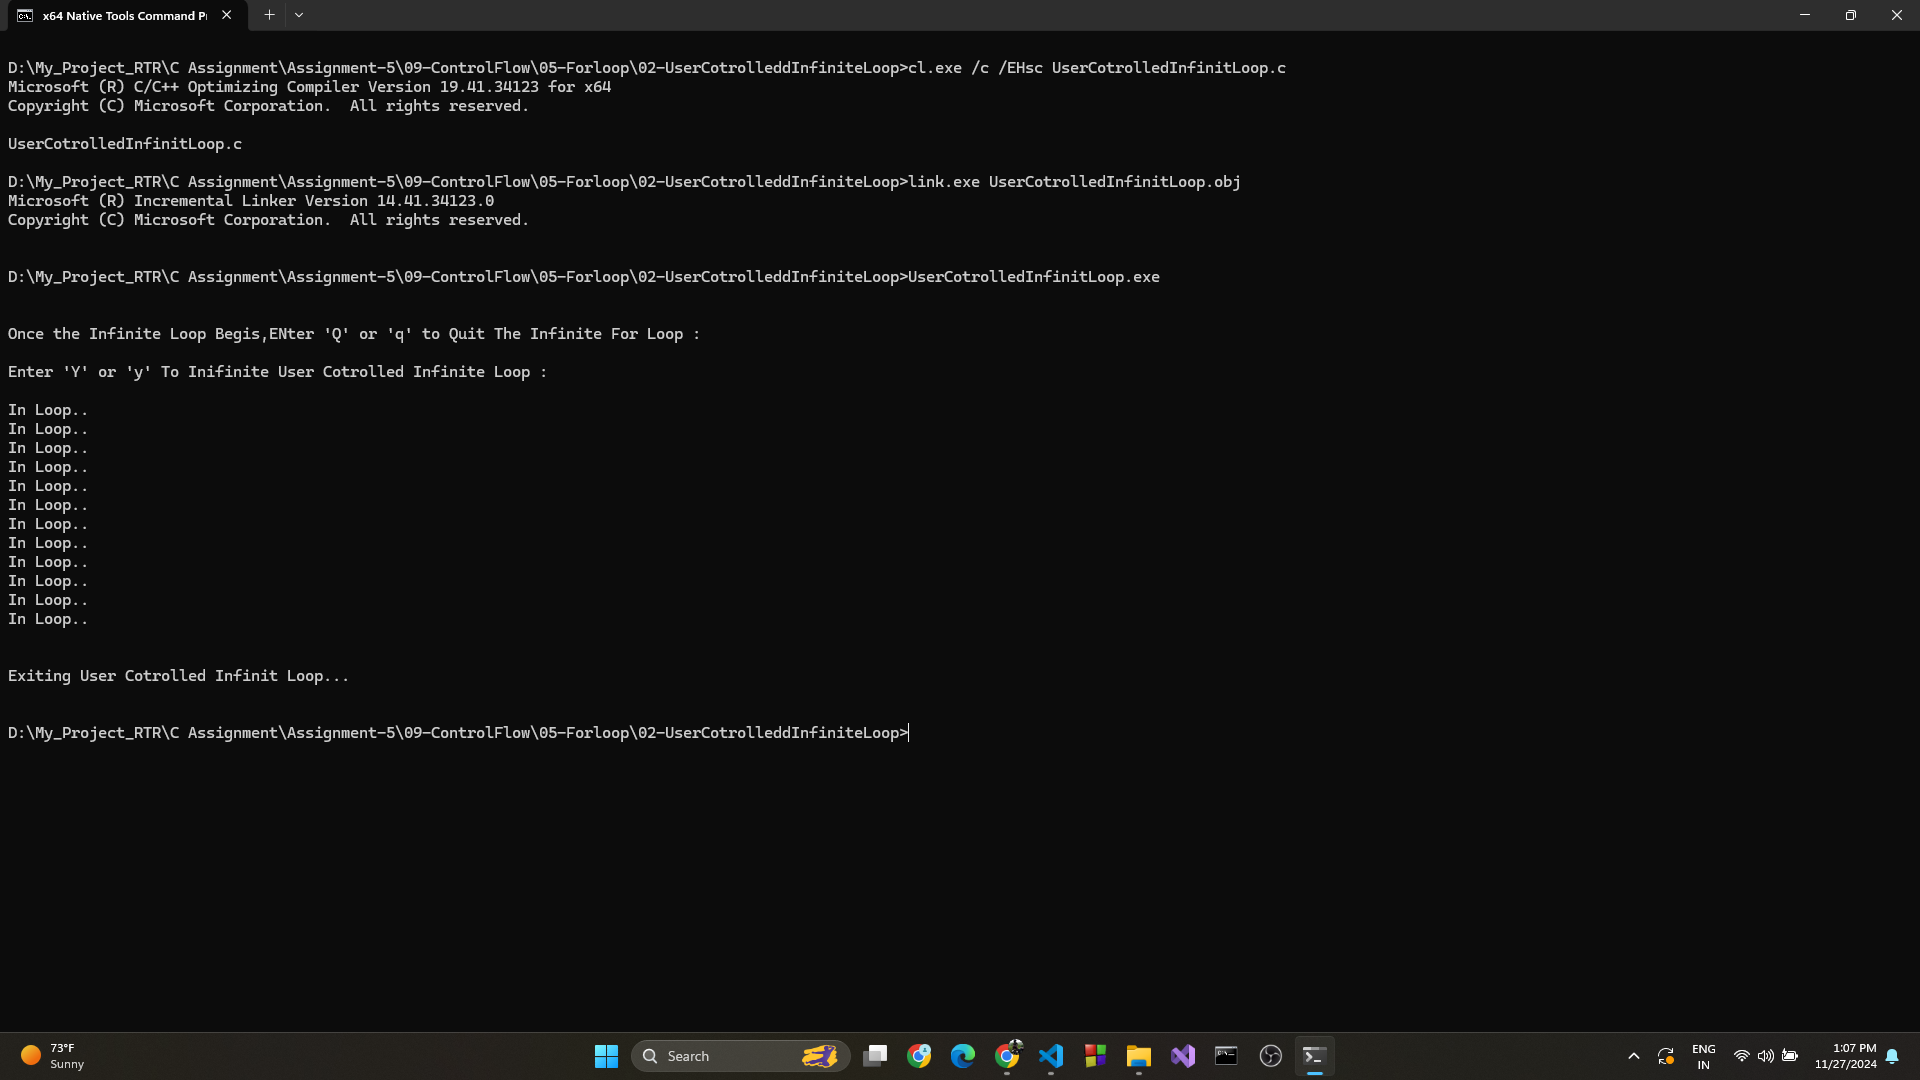 x64 Native Tools Command P
D:\My_Project_RTR\C Assignment\Assignment-5\09-ControlFlow\05-Forloop\02-UserCotrolleddInfiniteLoop>cl.exe /c /EHsc UserCotrolledInfinitLoop.c
Microsoft (R) C/C++ Optimizing Compiler Version 19.41.34123 for x64
Copyright (C) Microsoft Corporation.  All rights reserved.
UserCotrolledInfinitLoop.c
D:\My_Project_RTR\C Assignment\Assignment-5\09-ControlFlow\05-Forloop\02-UserCotrolleddInfiniteLoop>link.exe UserCotrolledInfinitLoop.obj
Microsoft (R) Incremental Linker Version 14.41.34123.0
Copyright (C) Microsoft Corporation.  All rights reserved.
D:\My_Project_RTR\C Assignment\Assignment-5\09-ControlFlow\05-Forloop\02-UserCotrolleddInfiniteLoop>UserCotrolledInfinitLoop.exe
Once the Infinite Loop Begis,ENter 'Q' or 'q' to Quit The Infinite For Loop :
Enter 'Y' or 'y' To Inifinite User Cotrolled Infinite Loop :
In Loop..
In Loop..
In Loop..
In Loop..
In Loop..
In Loop..
In Loop..
In Loop..
In Loop..
In Loop..
In Loop..
In Loop..
Exiting User Cotrolled Infinit Loop...
D:\My_Project_RTR\C Assignment\Assignment-5\09-ControlFlow\05-Forloop\02-UserCotrolleddInfiniteLoop>
73°F
Sunny
Search
ENG
IN
1:07 PM
11/27/2024